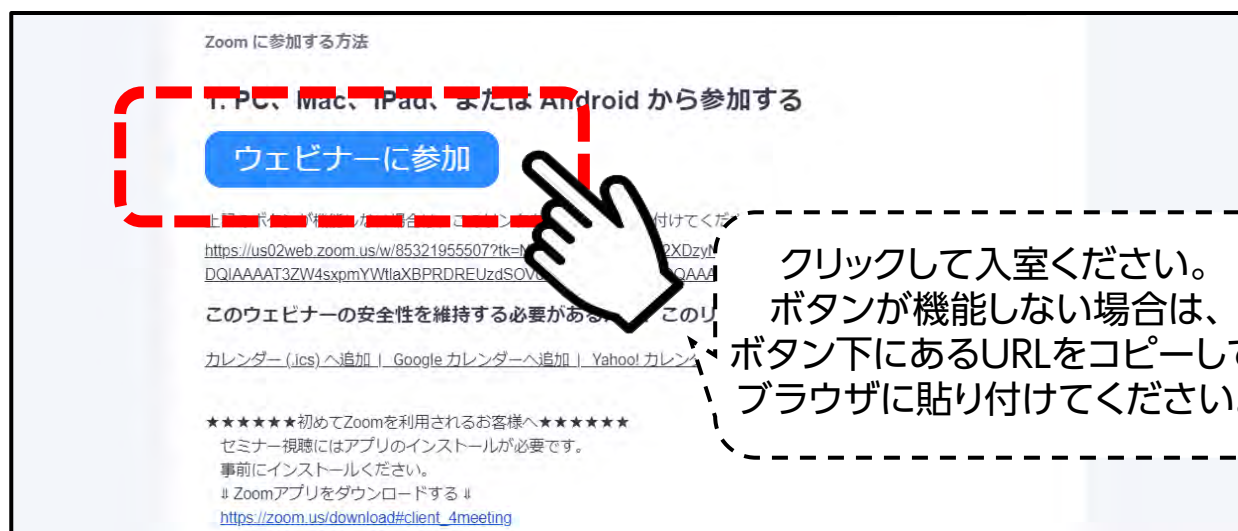 Zoom に参加する方法
1. PC、Mac、iPad、または Android から参加する
ウェビナーに参加
付けてくだ
https://us02web.zoom.us/w/85321955507?tk=
DQIAAAAT3ZW4sxpmYWtlaXBPRDREUzdSOV
このウェビナーの安全性を維持する必要がある このリ
カレンダー (.ics) へ追加 | Google カレンダーへ追加 | Yahoo! カレン
クリックして入室ください。
ボタンが機能しない場合は、
ボタン下にあるURLをコピーして
ブラウザに貼り付けてください。
★★★★★★初めてZoomを利用されるお客様へ★★★★★★
セミナー視聴にはアプリのインストールが必要です。
事前にインストールください。
⇓ Zoomアプリをダウンロードする ⇓
https://zoom.us/download#client_4meeting